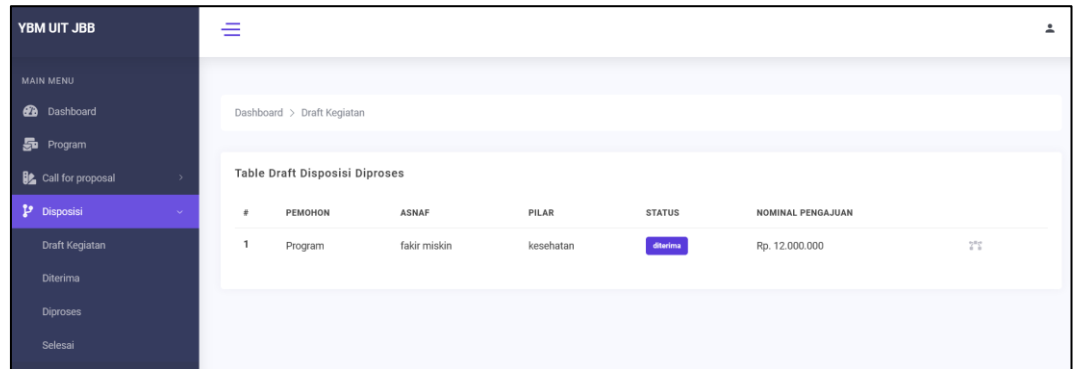 YBM UIT JBB
MAIN MENU
Dashboard
Program
Call for proposal
Disposisi
Draft Kegiatan
Diterima
Diproses
Selesai
Dashboard > Draft Kegiatan
Table Draft Disposisi Diproses
# PEMOHON ASNAF PILAR STATUS NOMINAL PENGAJUAN
1 Program fakir miskin kesehatan diterima Rp. 12.000.000